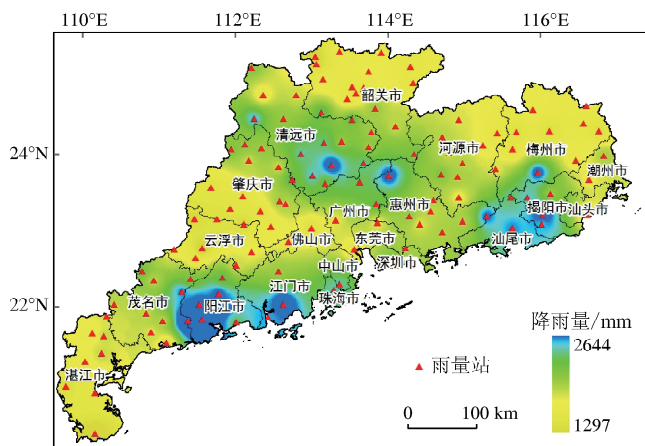 110°E 112°E 114°E 116°E
韶关市
清远市
24°N
河源市 梅州市
潮州市
肇庆市
惠州市 揭阳市 汕头市
广州市
云浮市 佛山市 东莞市 汕尾市
中山市 深圳市
江门市
22°N 茂名市 阳江市 珠海市
降雨量/mm
2644
湛江市 雨量站
0 100 km
1297